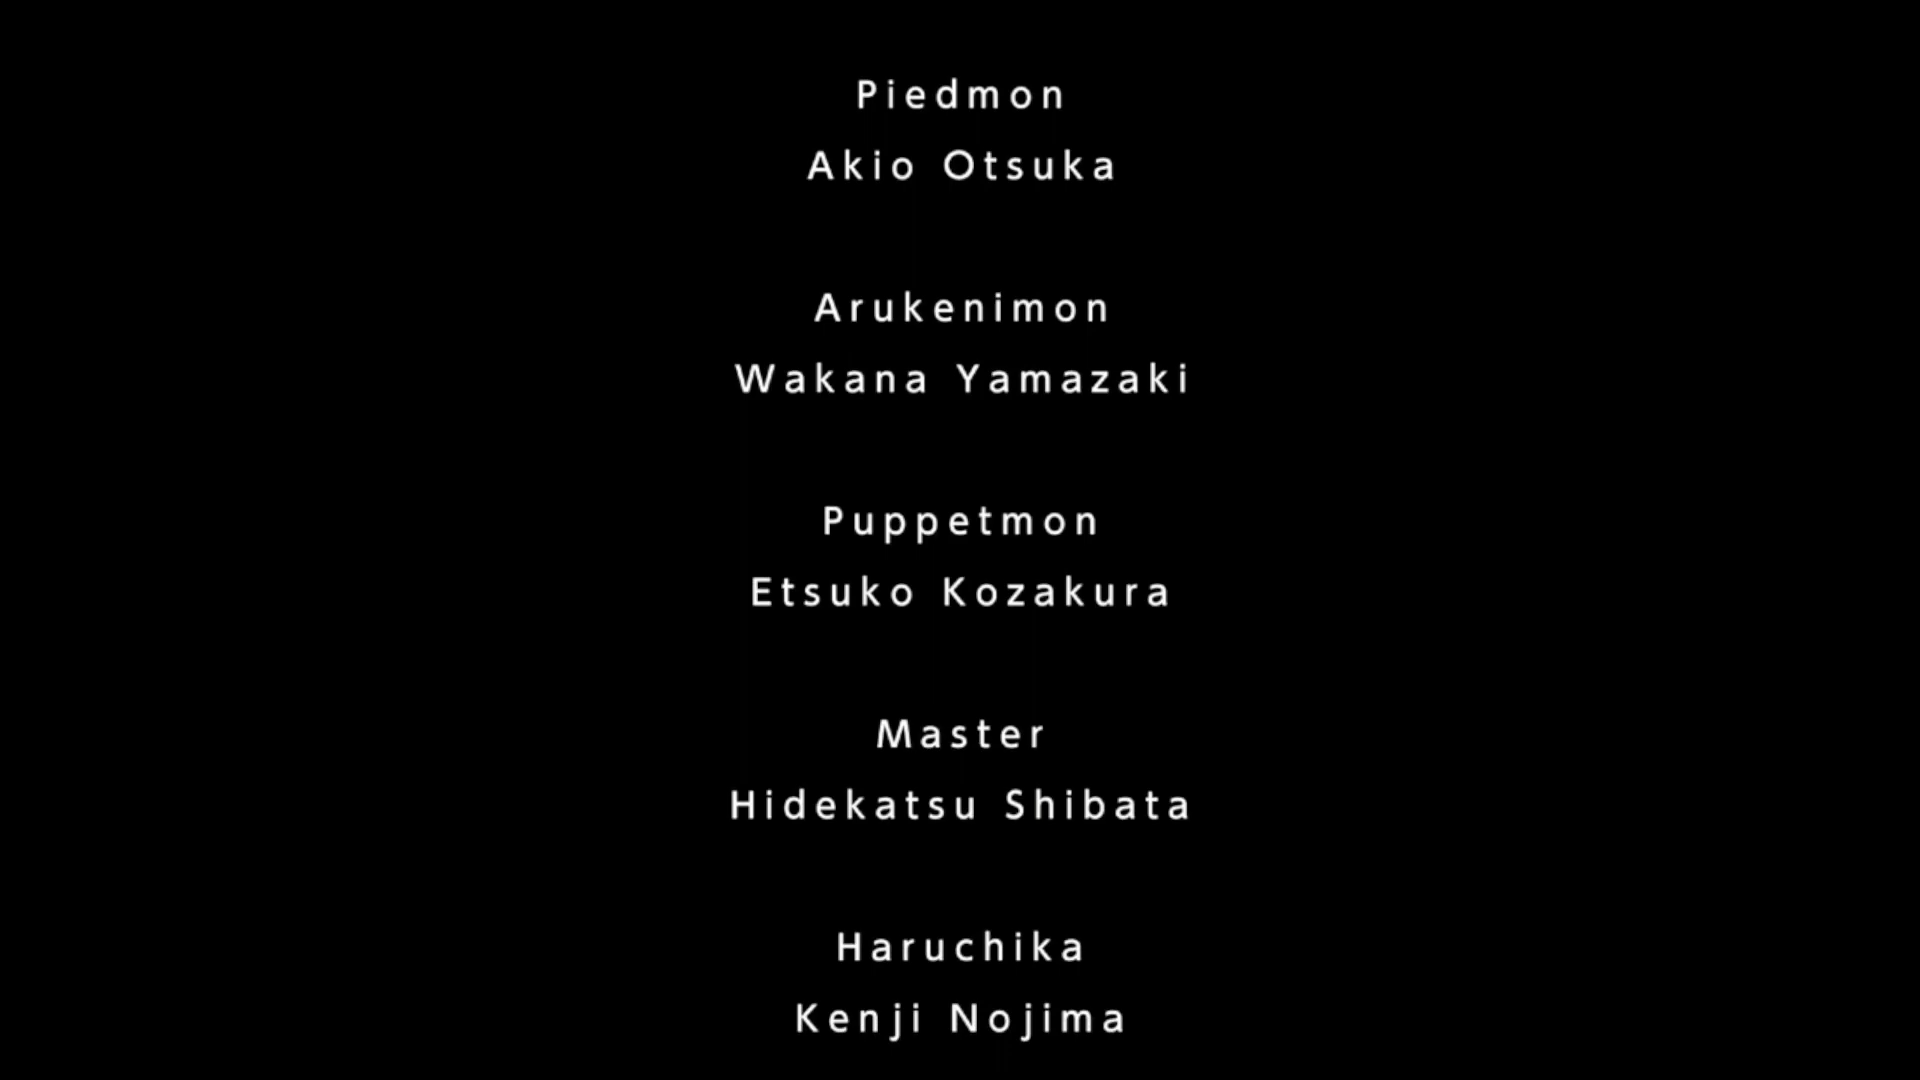 Piedmon
Akio Otsuka
Arukenimon
Wakana Yamazaki
Puppetmon
Etsuko Kozakura
Master
Hidekatsu Shibata
Haruchika
Kenji Nojima